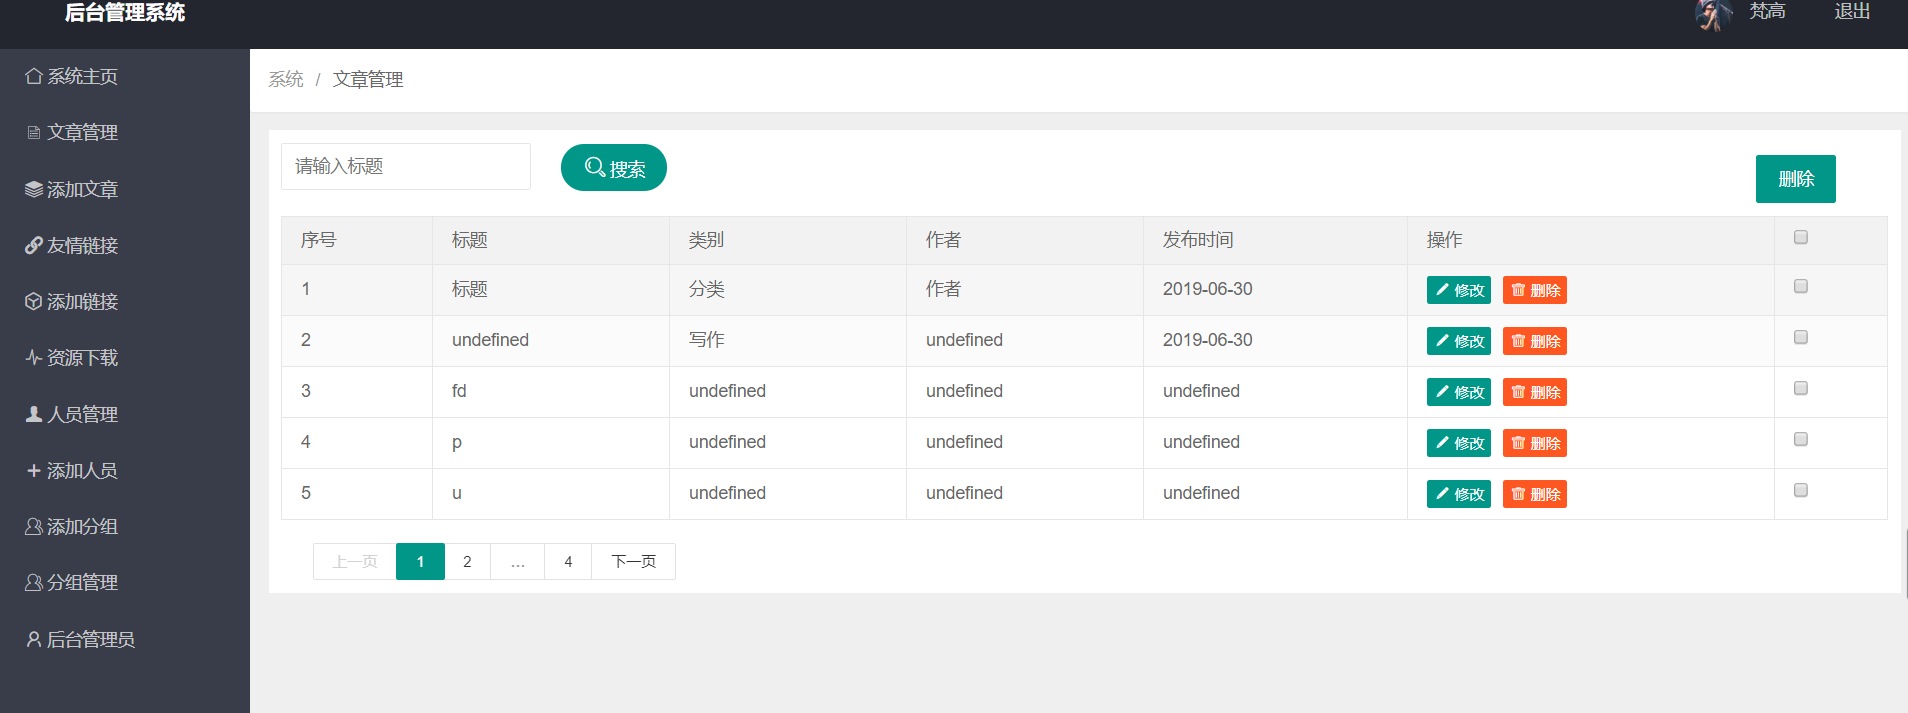 后台管理系统
梵高
退出
系统主页
文章管理
添加文章
友情链接
添加链接
资源下载
人员管理
添加人员
添加分组
分组管理
后台管理员
系统 / 文章管理
请输入标题
搜索
删除
序号 标题 类别 作者 发布时间 操作
1 标题 分类 作者 2019-06-30 修改 删除
2 undefined 写作 undefined 2019-06-30 修改 删除
3 fd undefined undefined undefined 修改 删除
4 p undefined undefined undefined 修改 删除
5 u undefined undefined undefined 修改 删除
上一页 1 2 … 4 下一页